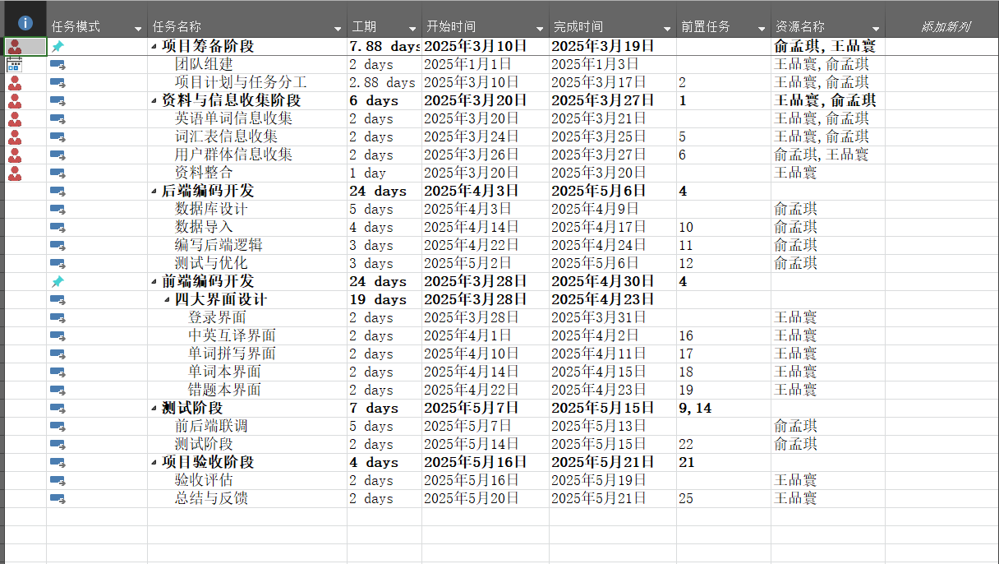 任务模式 任务名称 工期 开始时间 完成时间 前置任务 资源名称 添加新列
项目筹备阶段 7.88 days 2025年3月10日 2025年3月19日 俞孟琪,王品寰
团队组建 2 days 2025年1月1日 2025年1月3日 王品寰,俞孟琪
项目计划与任务分工 2.88 days 2025年3月10日 2025年3月17日 2 王品寰,俞孟琪
资料与信息收集阶段 6 days 2025年3月20日 2025年3月27日 1 王品寰,俞孟琪
英语单词信息收集 2 days 2025年3月20日 2025年3月21日 王品寰,俞孟琪
词汇表信息收集 2 days 2025年3月24日 2025年3月25日 5 王品寰,俞孟琪
用户群体信息收集 2 days 2025年3月26日 2025年3月27日 6 俞孟琪,王品寰
资料整合 1 day 2025年3月20日 2025年3月20日 王品寰
后端编码开发 24 days 2025年4月3日 2025年5月6日 4
数据库设计 5 days 2025年4月3日 2025年4月9日 俞孟琪
数据导入 4 days 2025年4月14日 2025年4月17日 10 俞孟琪
编写后端逻辑 3 days 2025年4月22日 2025年4月24日 11 俞孟琪
测试与优化 3 days 2025年5月2日 2025年5月6日 12 俞孟琪
前端编码开发 24 days 2025年3月28日 2025年4月30日 4
四大界面设计 19 days 2025年3月28日 2025年4月23日
登录界面 2 days 2025年3月28日 2025年3月31日 王品寰
中英互译界面 2 days 2025年4月1日 2025年4月2日 16 王品寰
单词拼写界面 2 days 2025年4月10日 2025年4月11日 17 王品寰
单词本界面 2 days 2025年4月14日 2025年4月15日 18 王品寰
错题本界面 2 days 2025年4月22日 2025年4月23日 19 王品寰
测试阶段 7 days 2025年5月7日 2025年5月15日 9,14
前后端联调 5 days 2025年5月7日 2025年5月13日 俞孟琪
测试阶段 2 days 2025年5月14日 2025年5月15日 22 俞孟琪
项目验收阶段 4 days 2025年5月16日 2025年5月21日 21
验收评估 2 days 2025年5月16日 2025年5月19日 王品寰
总结与反馈 2 days 2025年5月20日 2025年5月21日 25 王品寰